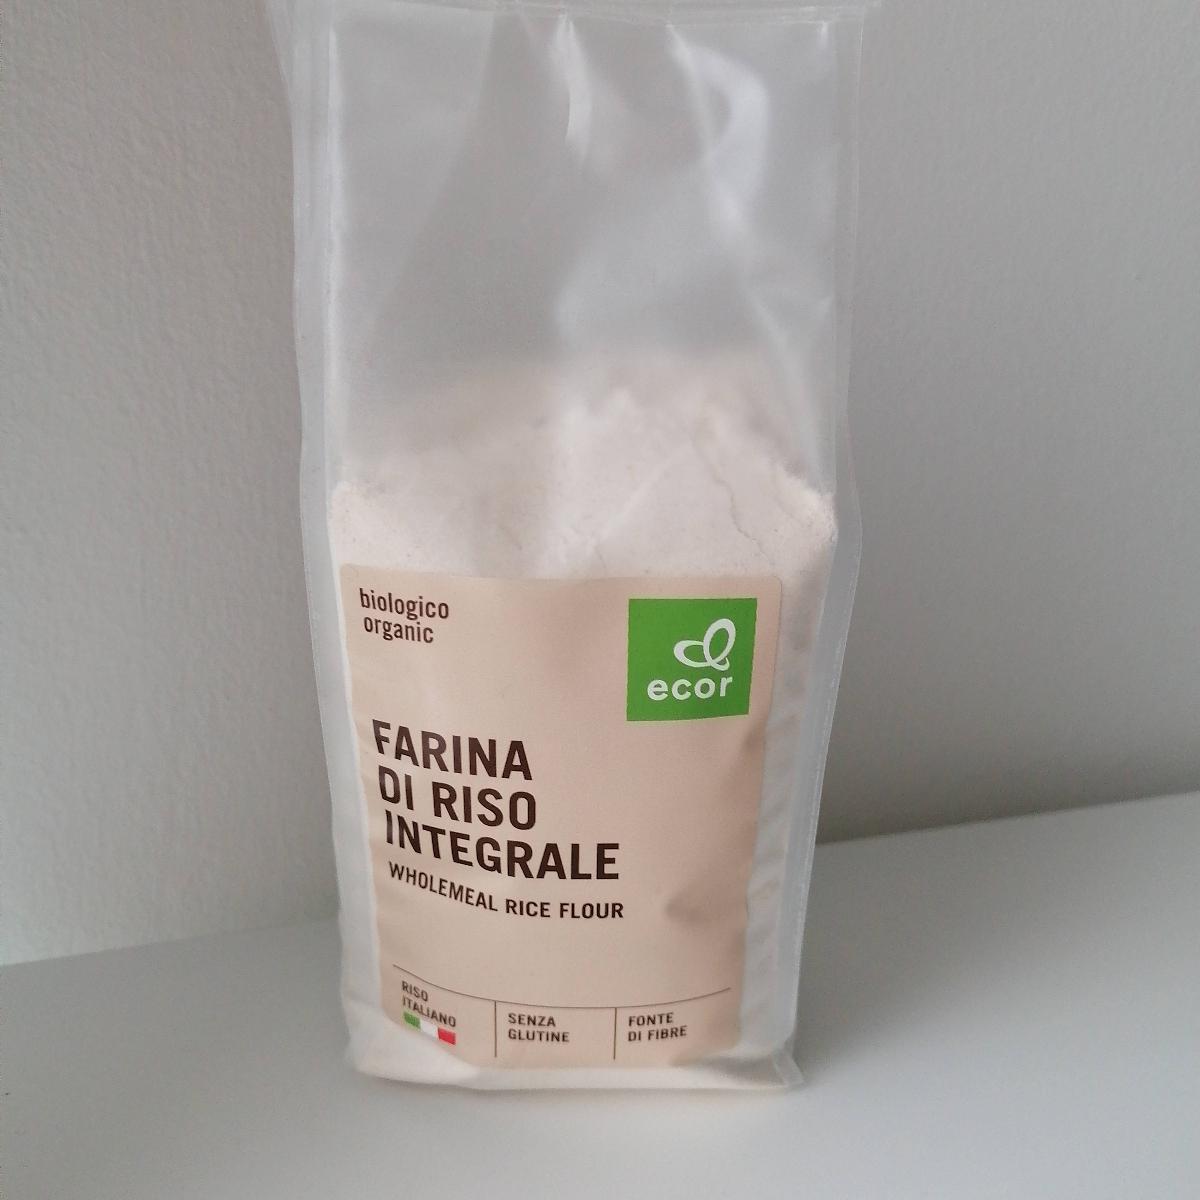 biologico
organic
ecor
FARINA
DI RISO
INTEGRALE
WHOLEMEAL RICE FLOUR
RISO
ITALIANO
SENZA
GLUTINE
FONTE
DI FIBRE